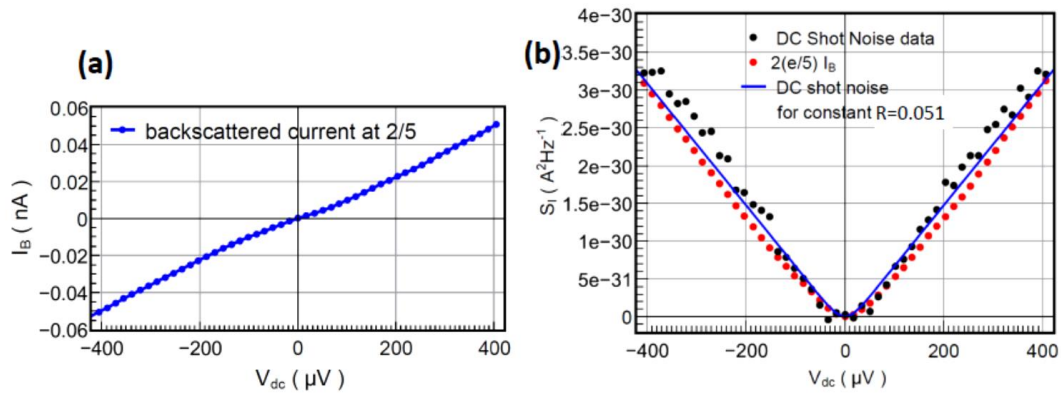 (a)
0.06
0.04
0.02
0
−0.02
−0.04
−0.06
I_B ( nA)
backscattered current at 2/5
−400 −200 0 200 400
V_dc ( µV)
(b)
4e-30
3.5e-30
3e-30
2.5e-30
2e-30
1.5e-30
1e-30
5e-31
0
S_I ( A²Hz⁻¹)
DC Shot Noise data
2(e/5) I_B
DC shot noise
for constant R=0.051
−400 −200 0 200 400
V_dc ( µV)